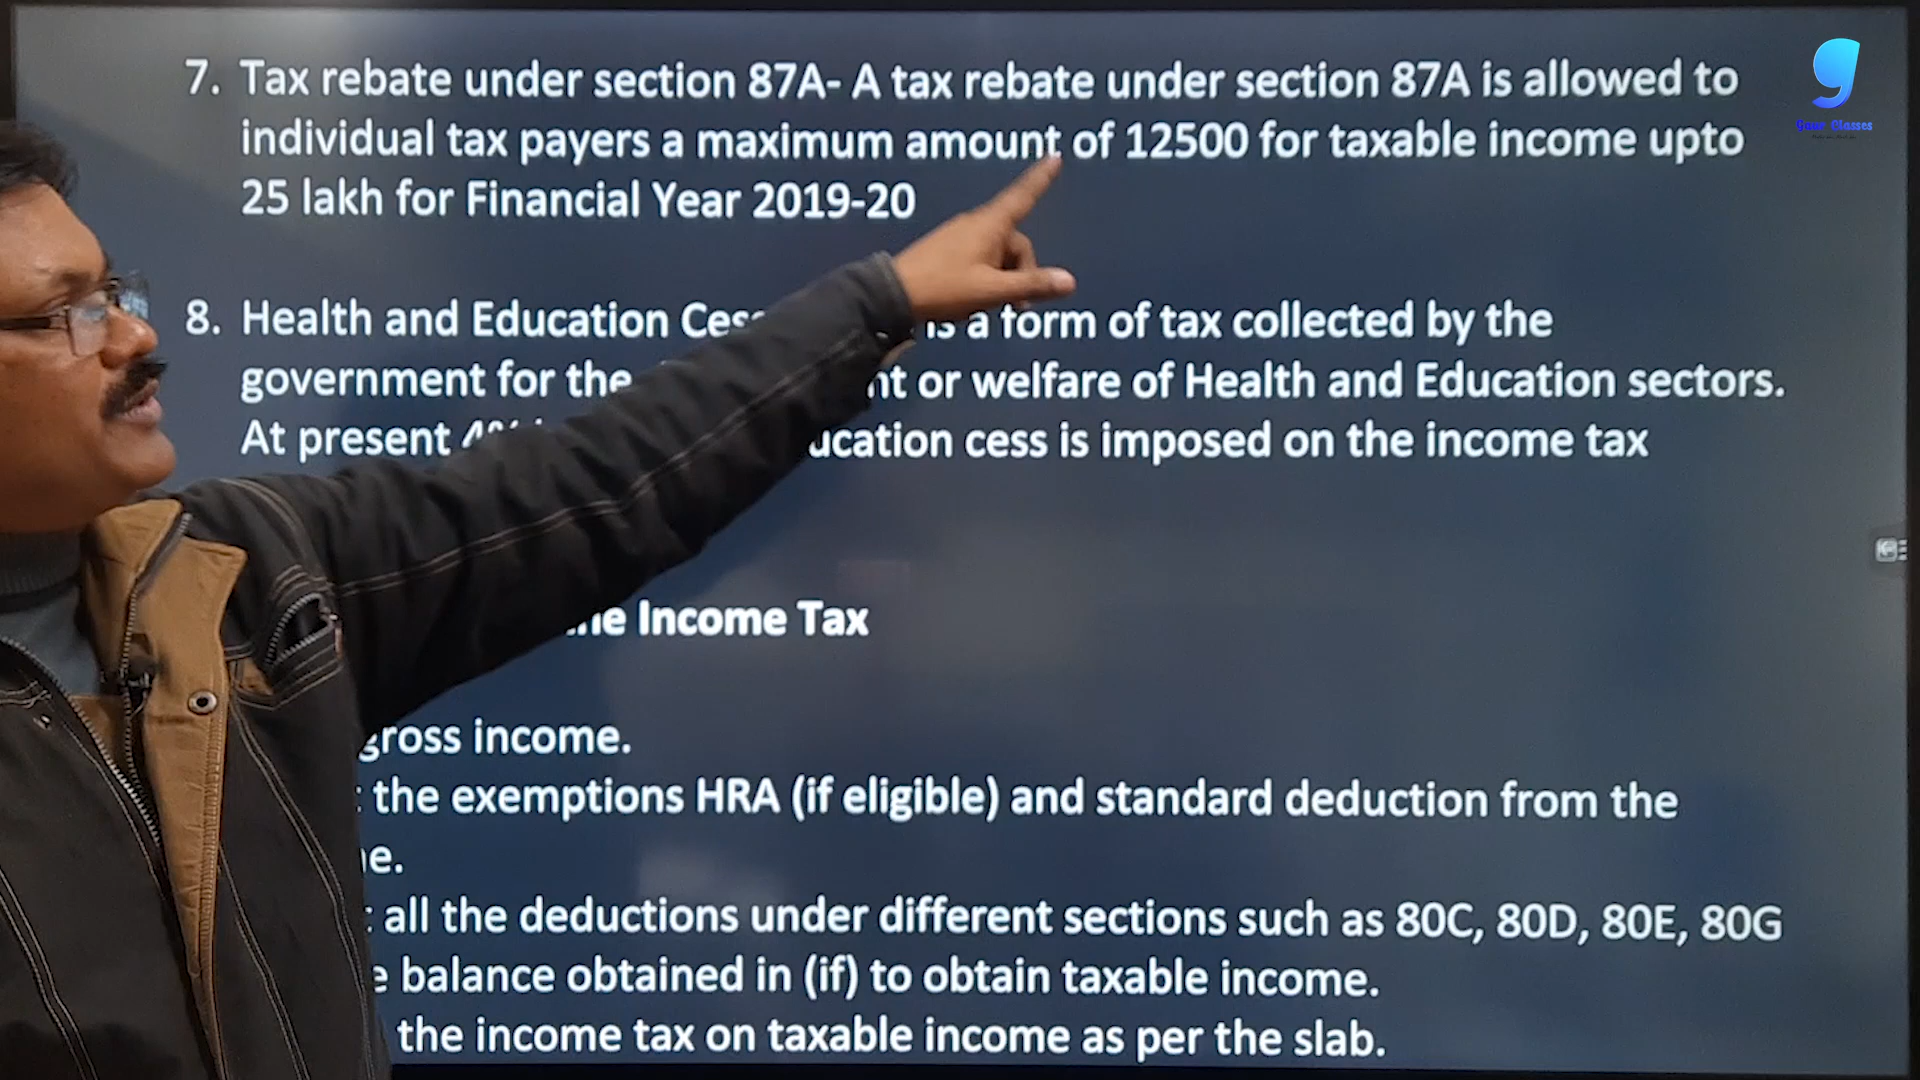 7. Tax rebate under section 87A- A tax rebate under section 87A is allowed to
individual tax payers a maximum amount of 12500 for taxable income upto
25 lakh for Financial Year 2019-20
8. Health and Education Cess is a form of tax collected by the
government for the or welfare of Health and Education sectors.
At present 4% cess is imposed on the income tax
Income Tax
gross income.
the exemptions HRA (if eligible) and standard deduction from the
all the deductions under different sections such as 80C, 80D, 80E, 80G
balance obtained in (if) to obtain taxable income.
the income tax on taxable income as per the slab.
g
Gaur Classes